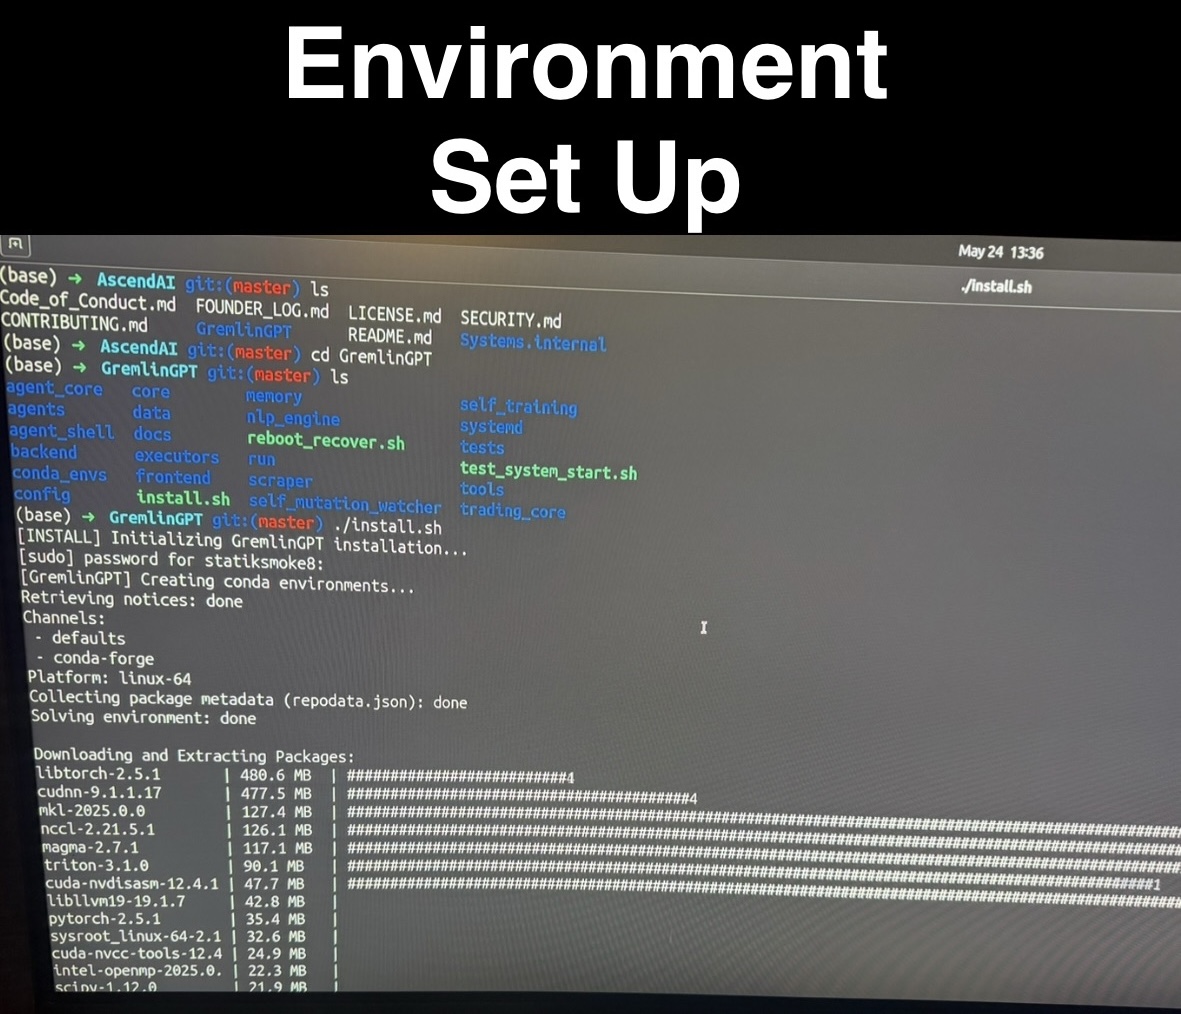 Environment
Set Up
May 24 13:36
./install.sh
(base) → AscendAI git:(master) ls
Code_of_Conduct.md FOUNDER_LOG.md LICENSE.md SECURITY.md
CONTRIBUTING.md GremlinGPT README.md Systems.internal
(base) → AscendAI git:(master) cd GremlinGPT
(base) → GremlinGPT git:(master) ls
agent_core core memory self_training
agents data nlp_engine systemd
agent_shell docs reboot_recover.sh tests
backend executors run test_system_start.sh
conda_envs frontend scraper tools
config install.sh self_mutation_watcher trading_core
(base) → GremlinGPT git:(master) ./install.sh
[INSTALL] Initializing GremlinGPT installation...
[sudo] password for statiksmoke8:
[GremlinGPT] Creating conda environments...
Retrieving notices: done
Channels:
- defaults
- conda-forge
Platform: linux-64
Collecting package metadata (repodata.json): done
Solving environment: done
Downloading and Extracting Packages:
libtorch-2.5.1 | 480.6 MB | ##########################4
cudnn-9.1.1.17 | 477.5 MB | ########################################4
mkl-2025.0.0 | 127.4 MB |
nccl-2.21.5.1 | 126.1 MB |
magma-2.7.1 | 117.1 MB |
triton-3.1.0 | 90.1 MB |
cuda-nvdisasm-12.4.1 | 47.7 MB |
libllvm19-19.1.7 | 42.8 MB |
pytorch-2.5.1 | 35.4 MB |
sysroot_linux-64-2.1 | 32.6 MB |
cuda-nvcc-tools-12.4 | 24.9 MB |
intel-openmp-2025.0. | 22.3 MB |
scipy-1.12.0 | 21.9 MB |